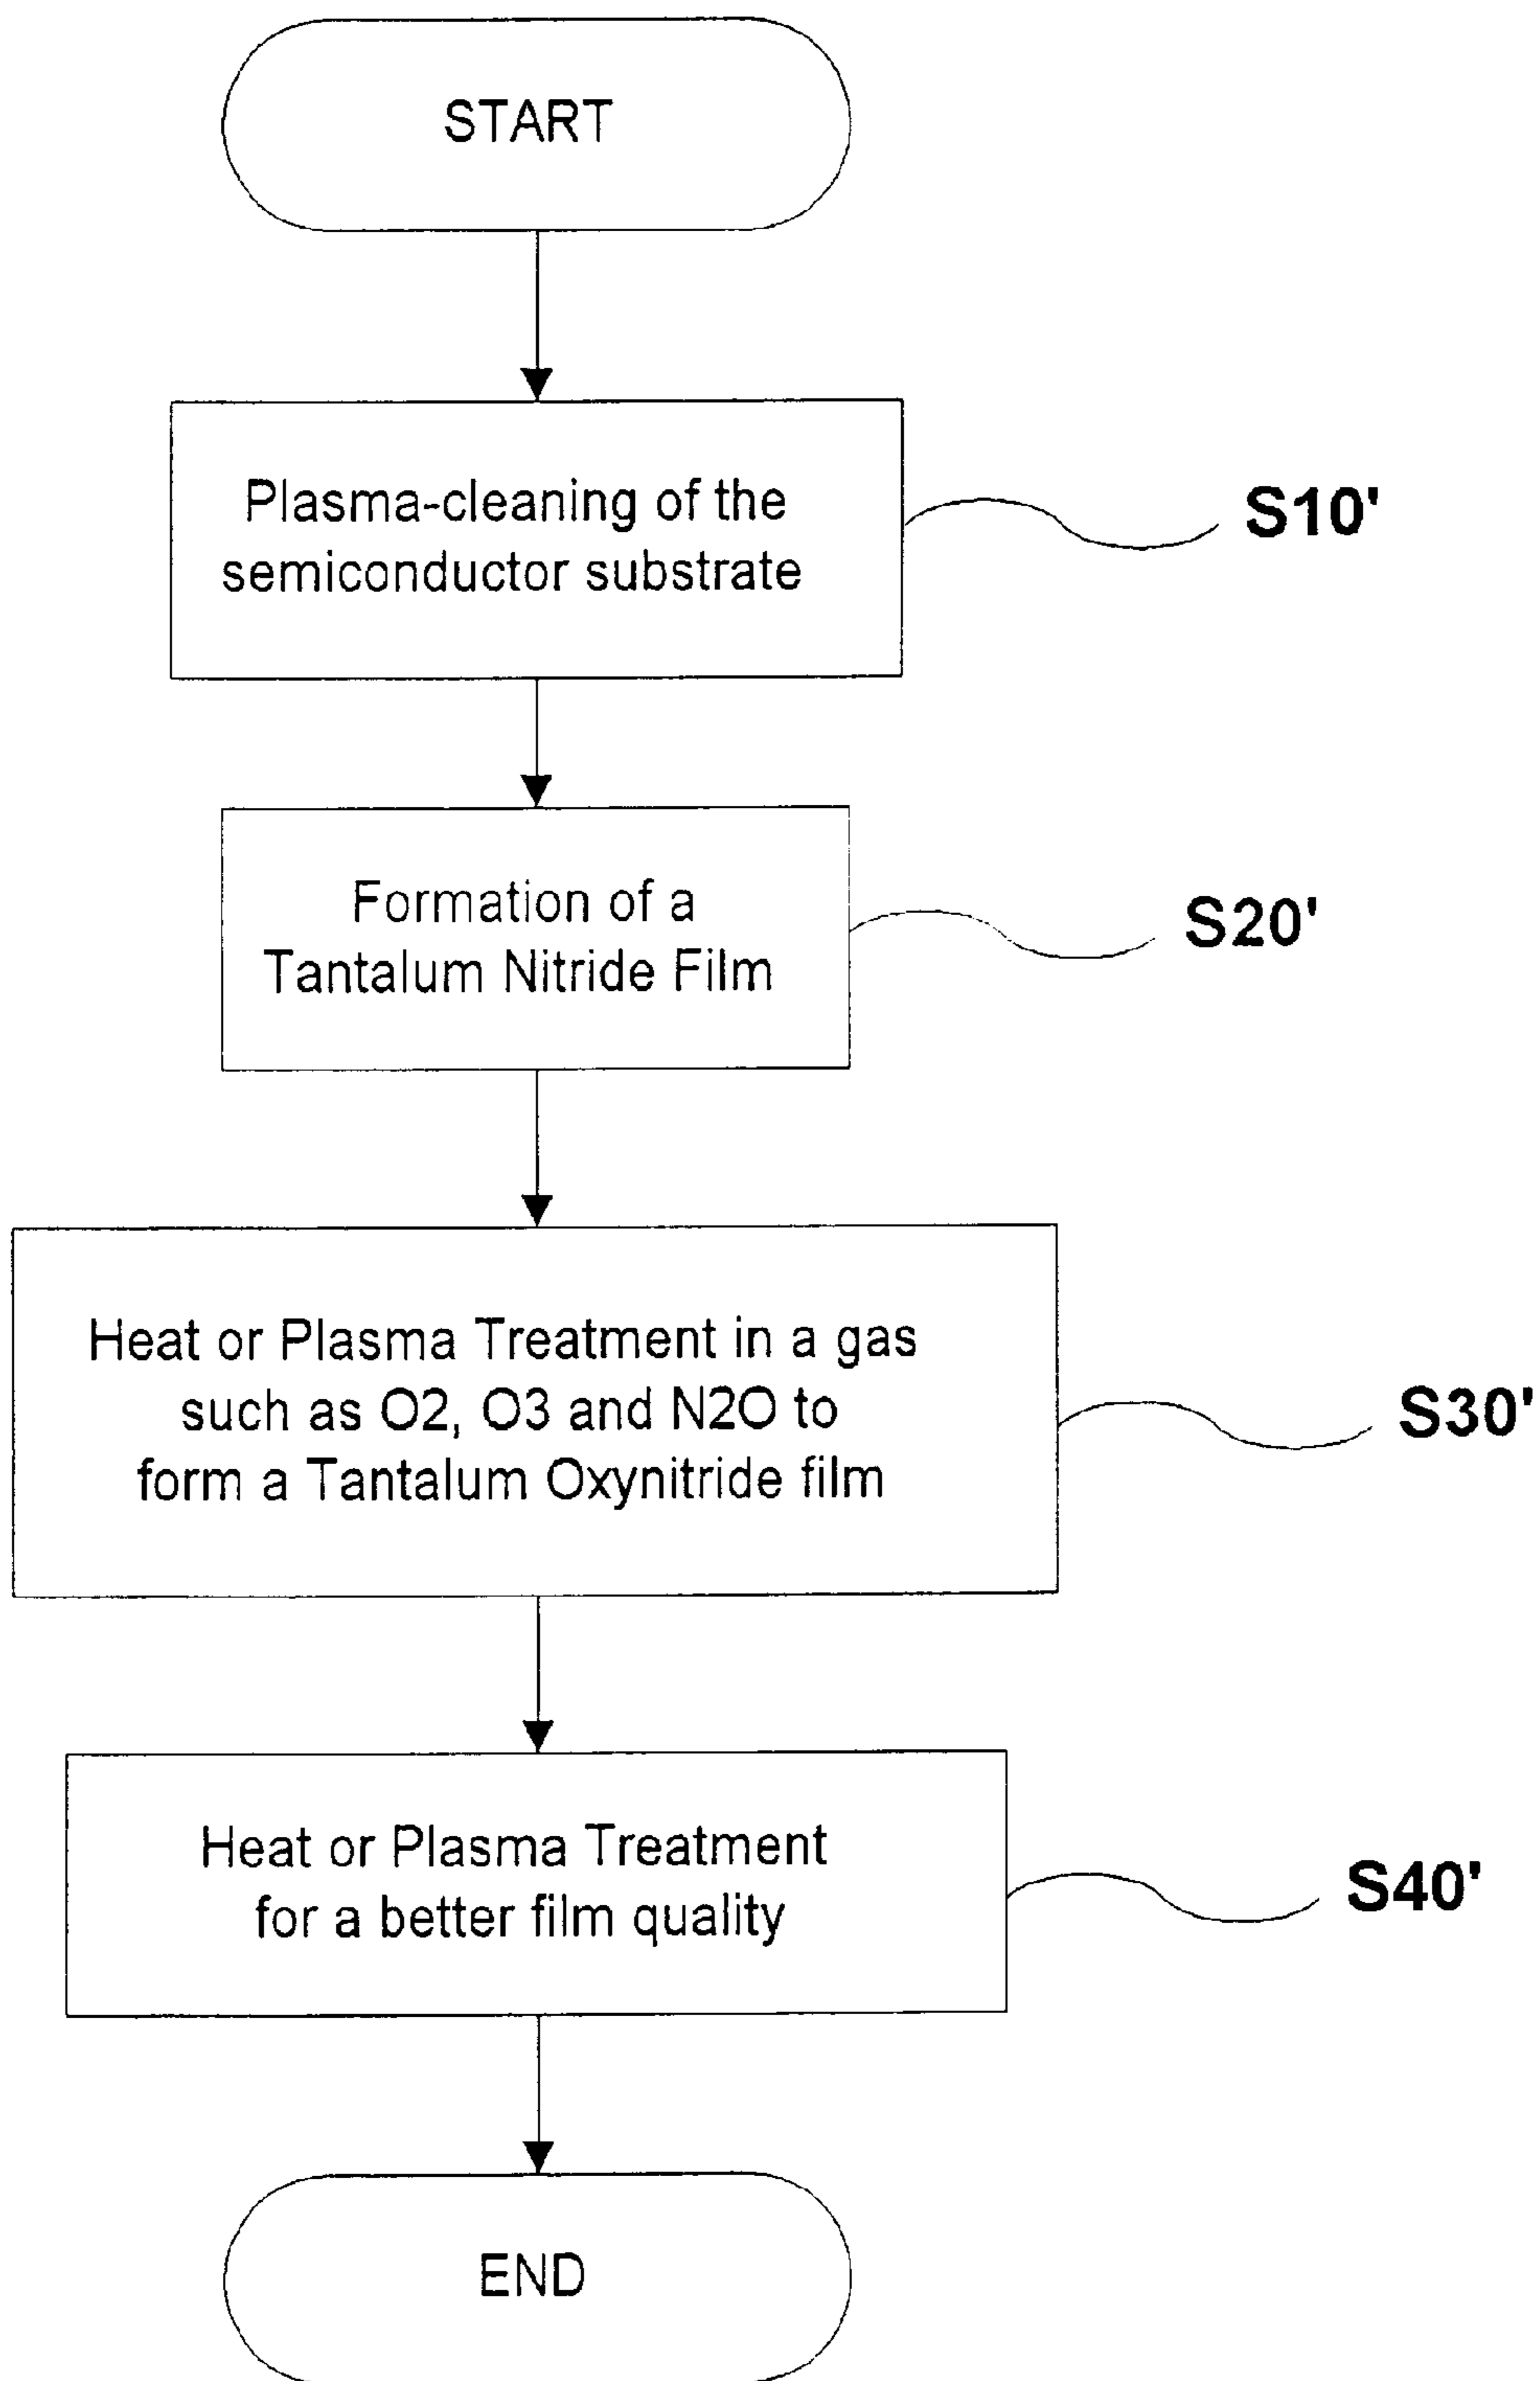 START
Plasma-cleaning of the
semiconductor substrate
S10'
Formation of a
Tantalum Nitride Film
S20'
Heat or Plasma Treatment in a gas
such as O2, O3 and N2O to
form a Tantalum Oxynitride film
S30'
Heat or Plasma Treatment
for a better film quality
S40'
END